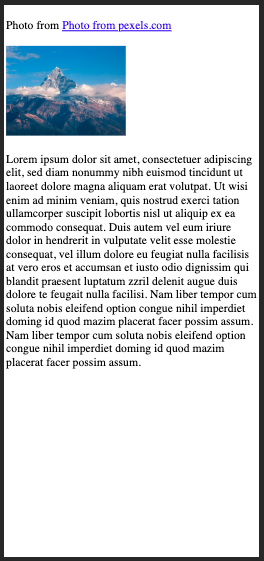 Photo from Photo from pexels.com
Lorem ipsum dolor sit amet, consectetuer adipiscing
elit, sed diam nonummy nibh euismod tincidunt ut
laoreet dolore magna aliquam erat volutpat. Ut wisi
enim ad minim veniam, quis nostrud exerci tation
ullamcorper suscipit lobortis nisl ut aliquip ex ea
commodo consequat. Duis autem vel eum iriure
dolor in hendrerit in vulputate velit esse molestie
consequat, vel illum dolore eu feugiat nulla facilisis
at vero eros et accumsan et iusto odio dignissim qui
blandit praesent luptatum zzril delenit augue duis
dolore te feugait nulla facilisi. Nam liber tempor cum
soluta nobis eleifend option congue nihil imperdiet
doming id quod mazim placerat facer possim assum.
Nam liber tempor cum soluta nobis eleifend option
congue nihil imperdiet doming id quod mazim
placerat facer possim assum.